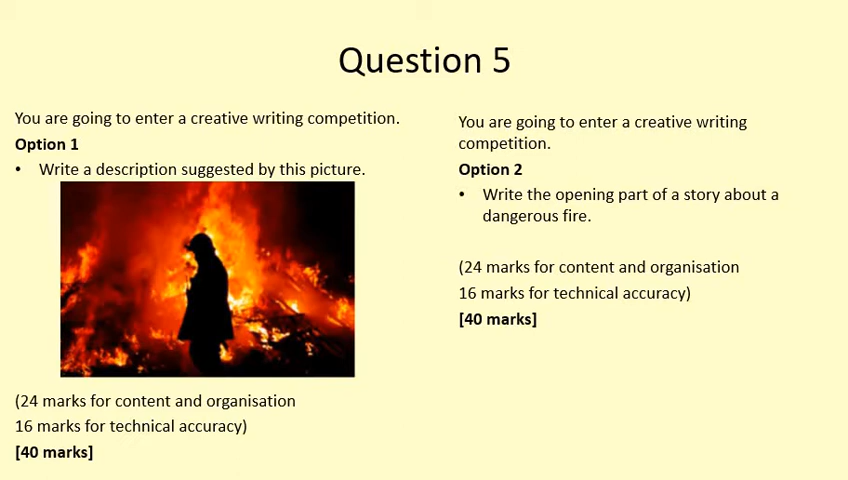 Question 5
You are going to enter a creative writing competition.
Option 1
• Write a description suggested by this picture.
(24 marks for content and organisation
16 marks for technical accuracy)
[40 marks]
You are going to enter a creative writing
competition.
Option 2
• Write the opening part of a story about a
dangerous fire.
(24 marks for content and organisation
16 marks for technical accuracy)
[40 marks]